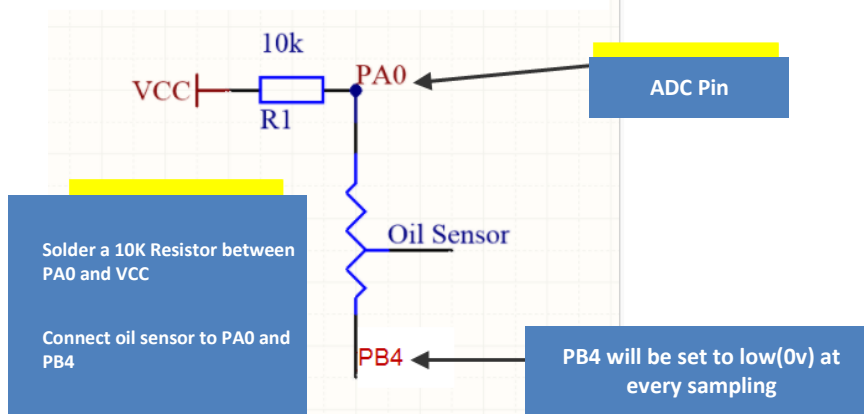 10k
PA0
VCC
R1
ADC Pin
Oil Sensor
Solder a 10K Resistor between
PA0 and VCC
Connect oil sensor to PA0 and
PB4
PB4
PB4 will be set to low(0v) at
every sampling